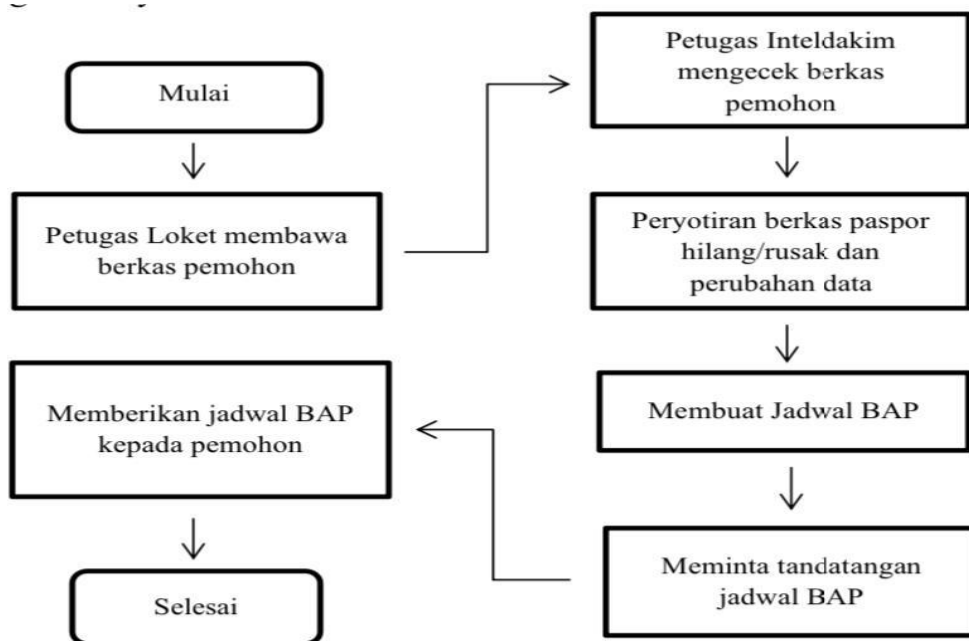 Mulai
Petugas Loket membawa
berkas pemohon
Petugas Inteldakim
mengecek berkas
pemohon
Peryotiran berkas paspor
hilang/rusak dan
perubahan data
Membuat Jadwal BAP
Meminta tandatangan
jadwal BAP
Memberikan jadwal BAP
kepada pemohon
Selesai